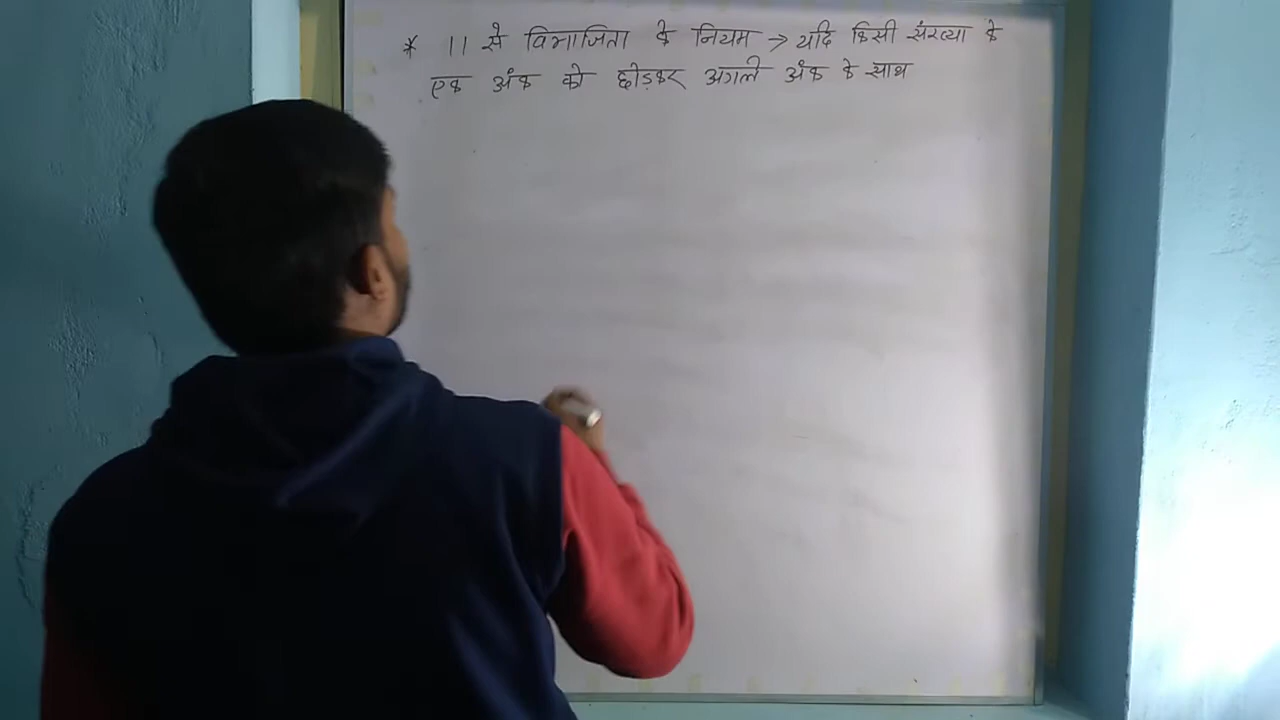 * 11 से विभाजिता के नियम → यदि किसी संख्या के
एक अंक को छोड़कर अगले अंक के साथ